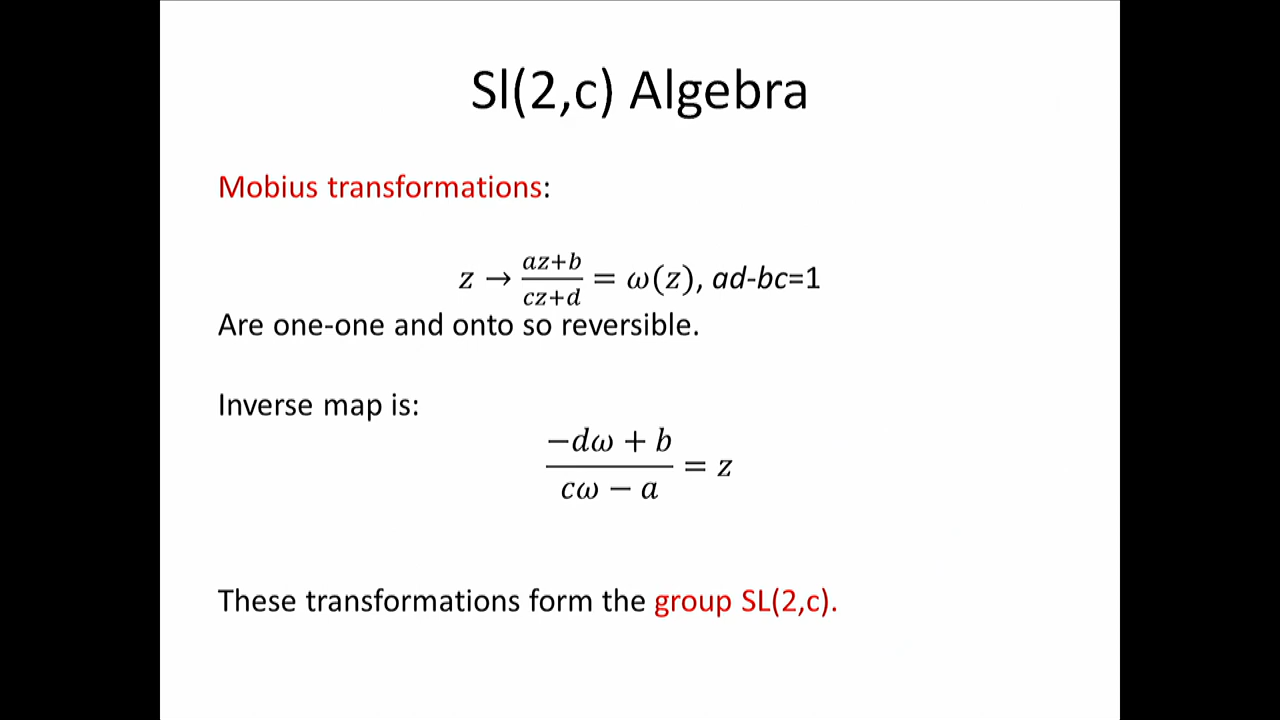 Sl(2,c) Algebra
Mobius transformations:
z → (az+b)/(cz+d) = ω(z), ad-bc=1
Are one-one and onto so reversible.
Inverse map is:
(−dω + b)/(cω − a) = z
These transformations form the group SL(2,c).